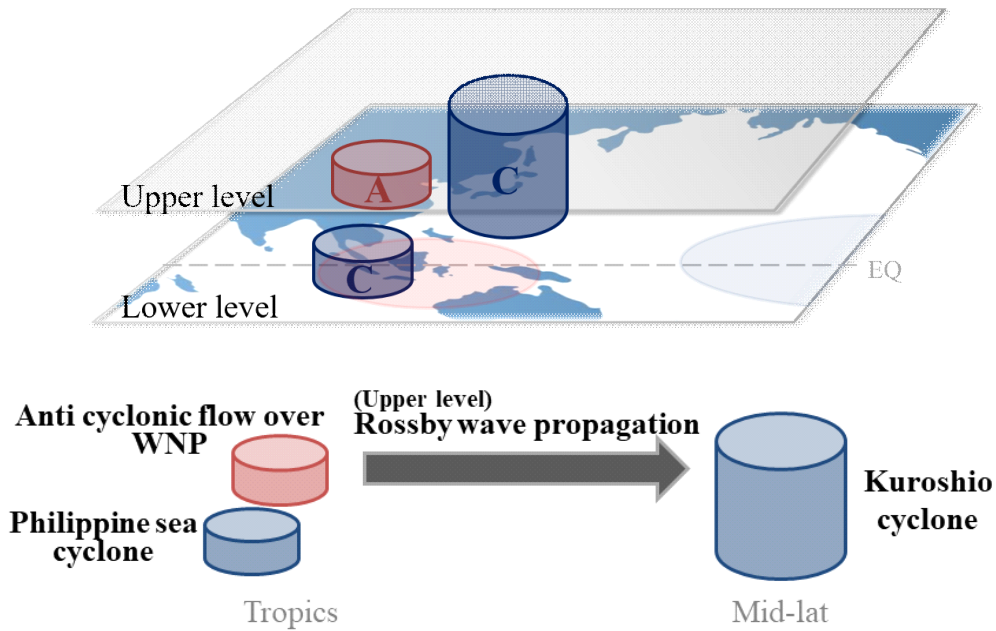 A
C
Upper level
C
EQ
Lower level
Anti cyclonic flow over
WNP
(Upper level)
Rossby wave propagation
Philippine sea
cyclone
Kuroshio
cyclone
Tropics
Mid-lat